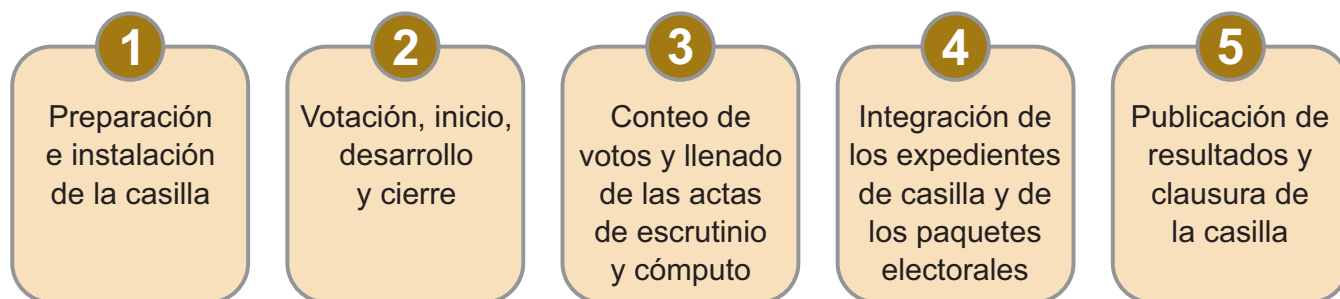 1
Preparación
e instalación
de la casilla
2
Votación, inicio,
desarrollo
y cierre
3
Conteo de
votos y llenado
de las actas
de escrutinio
y cómputo
4
Integración de
los expedientes
de casilla y de
los paquetes
electorales
5
Publicación de
resultados y
clausura de
la casilla